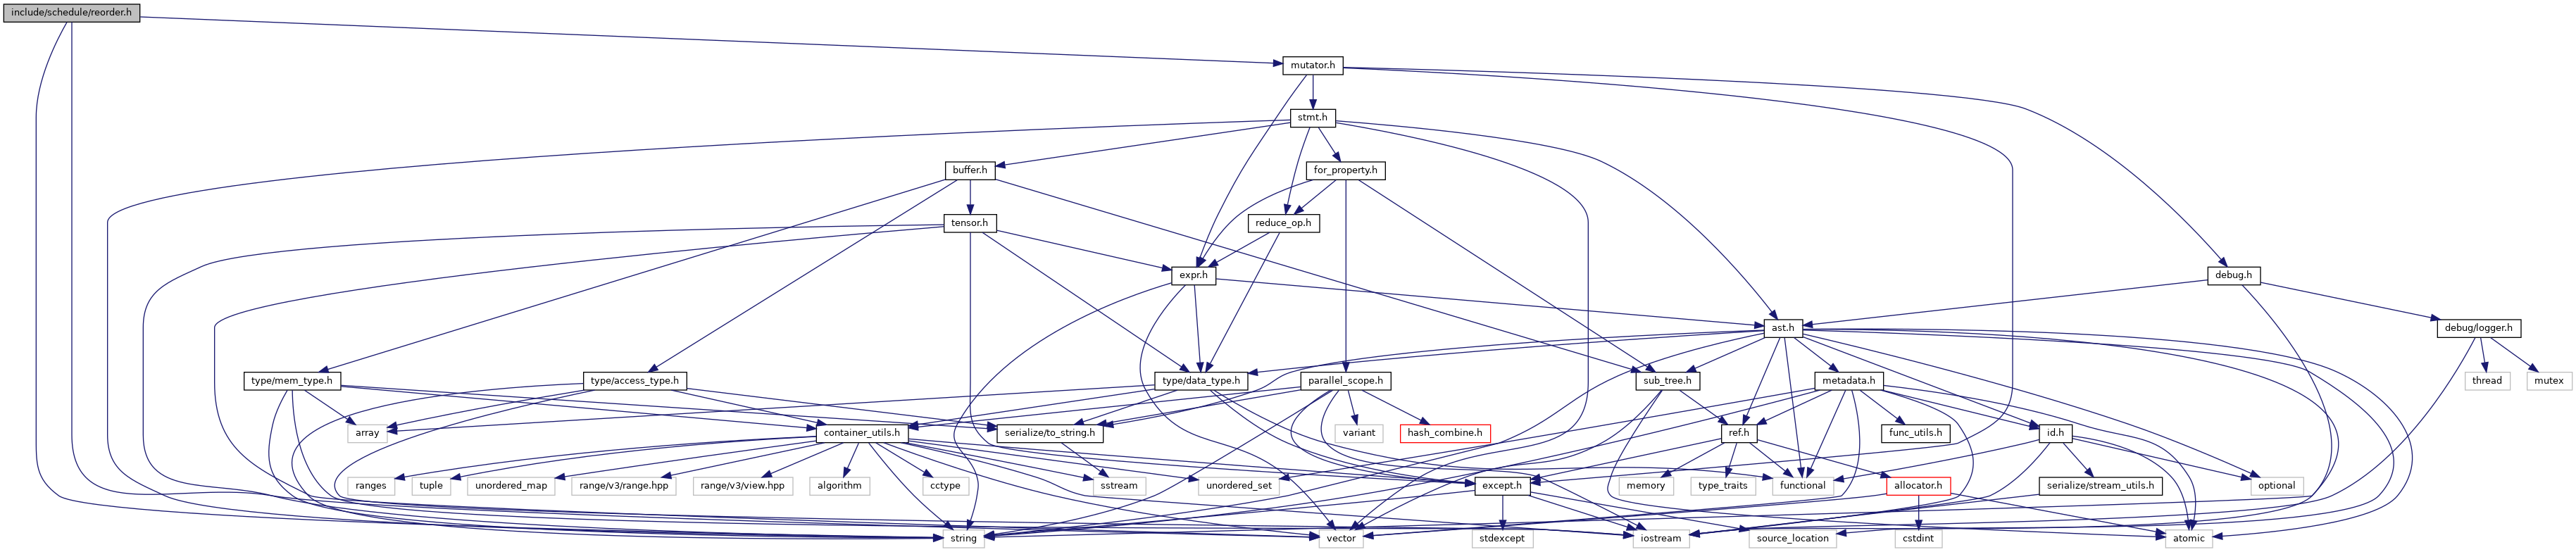 include/schedule/reorder.h
mutator.h
stmt.h
buffer.h
for_property.h
tensor.h
reduce_op.h
expr.h
debug.h
ast.h
debug/logger.h
type/mem_type.h
type/access_type.h
type/data_type.h
parallel_scope.h
sub_tree.h
metadata.h
thread
mutex
array
container_utils.h
serialize/to_string.h
variant
hash_combine.h
ref.h
func_utils.h
id.h
ranges
tuple
unordered_map
range/v3/range.hpp
range/v3/view.hpp
algorithm
cctype
sstream
unordered_set
except.h
memory
type_traits
functional
allocator.h
serialize/stream_utils.h
optional
string
vector
stdexcept
iostream
source_location
cstdint
atomic